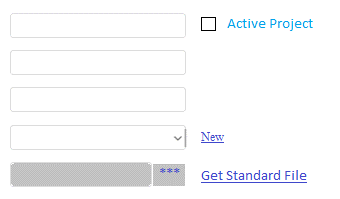 Active Project
New
*** Get Standard File